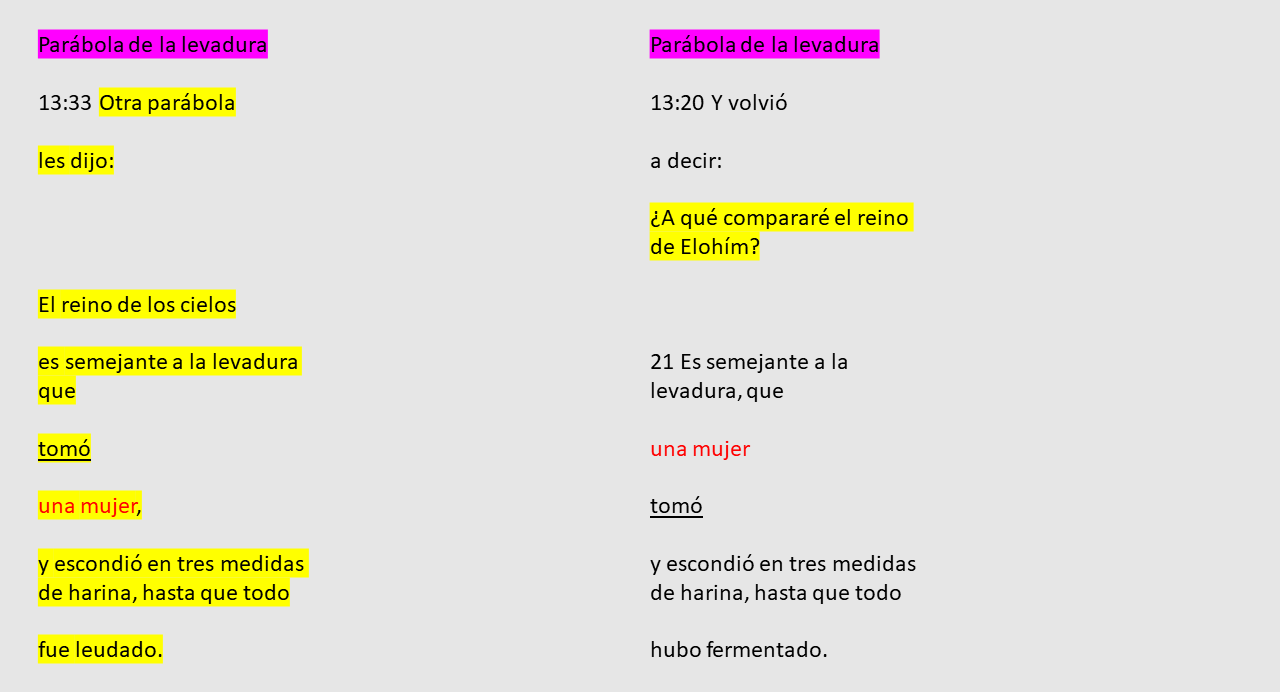 Parábola de la levadura
13:33 Otra parábola
les dijo:
El reino de los cielos
es semejante a la levadura
que
tomó
una mujer,
y escondió en tres medidas
de harina, hasta que todo
fue leudado.
Parábola de la levadura
13:20 Y volvió
a decir:
¿A qué compararé el reino
de Elohím?
21 Es semejante a la
levadura, que
una mujer
tomó
y escondió en tres medidas
de harina, hasta que todo
hubo fermentado.